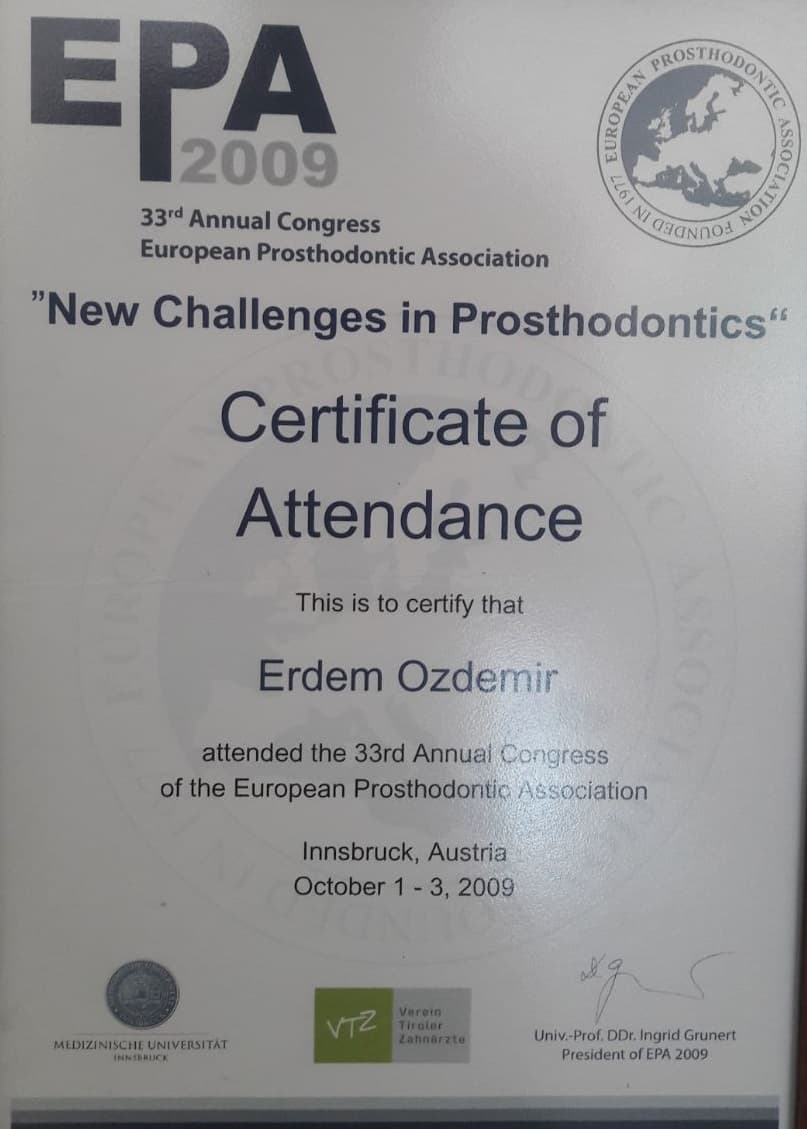 EPA
2009
33rd Annual Congress
European Prosthodontic Association
EUROPEAN PROSTHODONTIC ASSOCIATION FOUNDED IN 1977
”New Challenges in Prosthodontics“
Certificate of
Attendance
This is to certify that
Erdem Ozdemir
attended the 33rd Annual Congress
of the European Prosthodontic Association
Innsbruck, Austria
October 1 - 3, 2009
MEDIZINISCHE UNIVERSITÄT
INNSBRUCK
VTZ
Verein
Tiroler
Zahnärzte
Univ.-Prof. DDr. Ingrid Grunert
President of EPA 2009